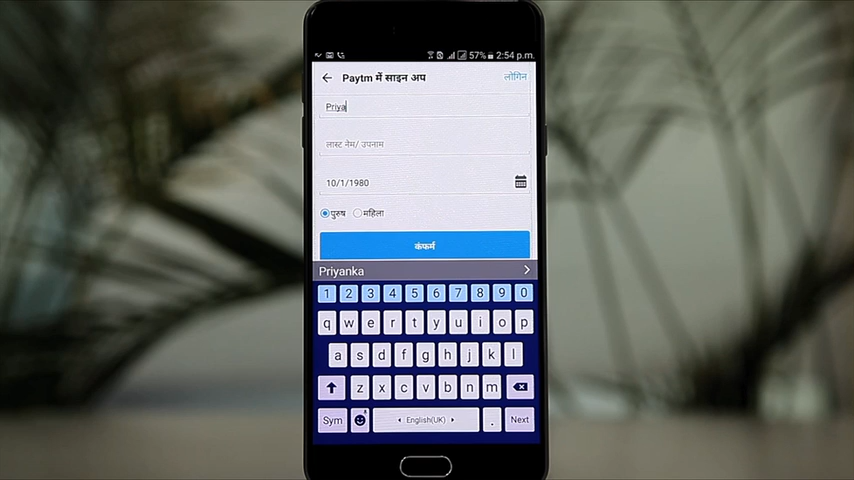 57% 2:54 p.m.
Paytm में साइन अप लोगिन
Priya
लास्ट नेम/ उपनाम
10/1/1980
पुरुष महिला
कंफर्म
Priyanka
1 2 3 4 5 6 7 8 9 0
q w e r t y u i o p
a s d f g h j k l
z x c v b n m
Sym English(UK) . Next